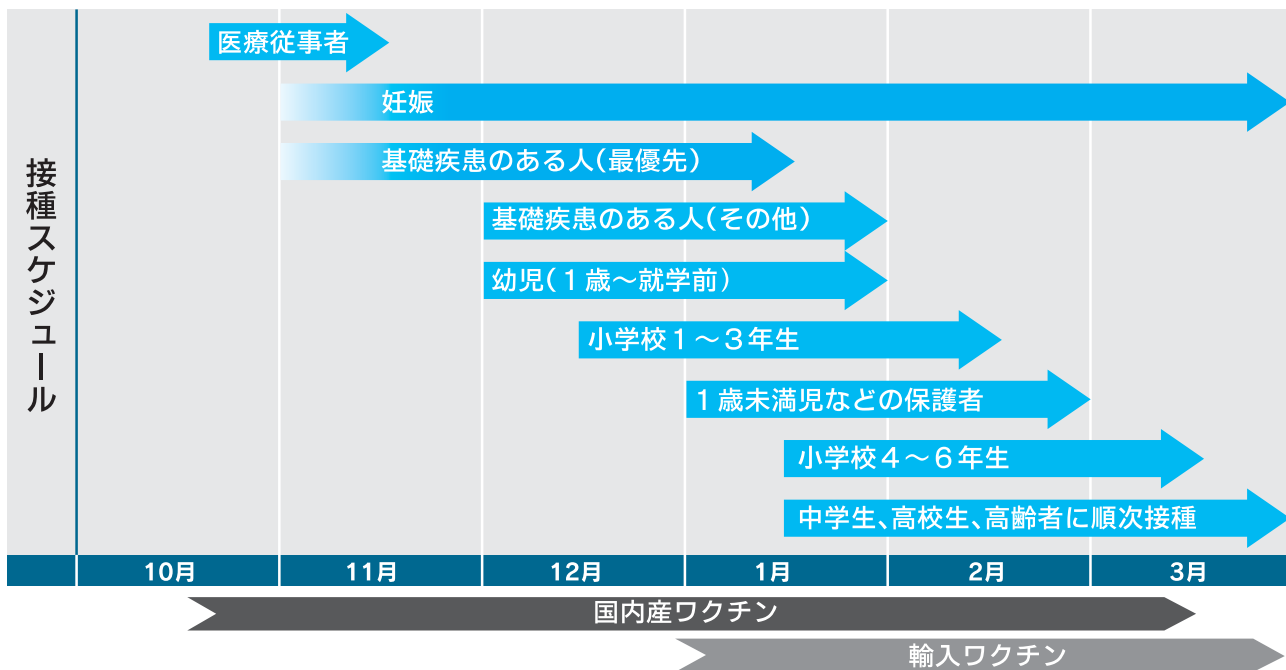 接種スケジュール
医療従事者
妊娠
基礎疾患のある人(最優先)
基礎疾患のある人(その他)
幼児(1歳〜就学前)
小学校1〜3年生
1歳未満児などの保護者
小学校4〜6年生
中学生、高校生、高齢者に順次接種
10月 11月 12月 1月 2月 3月
国内産ワクチン
輸入ワクチン